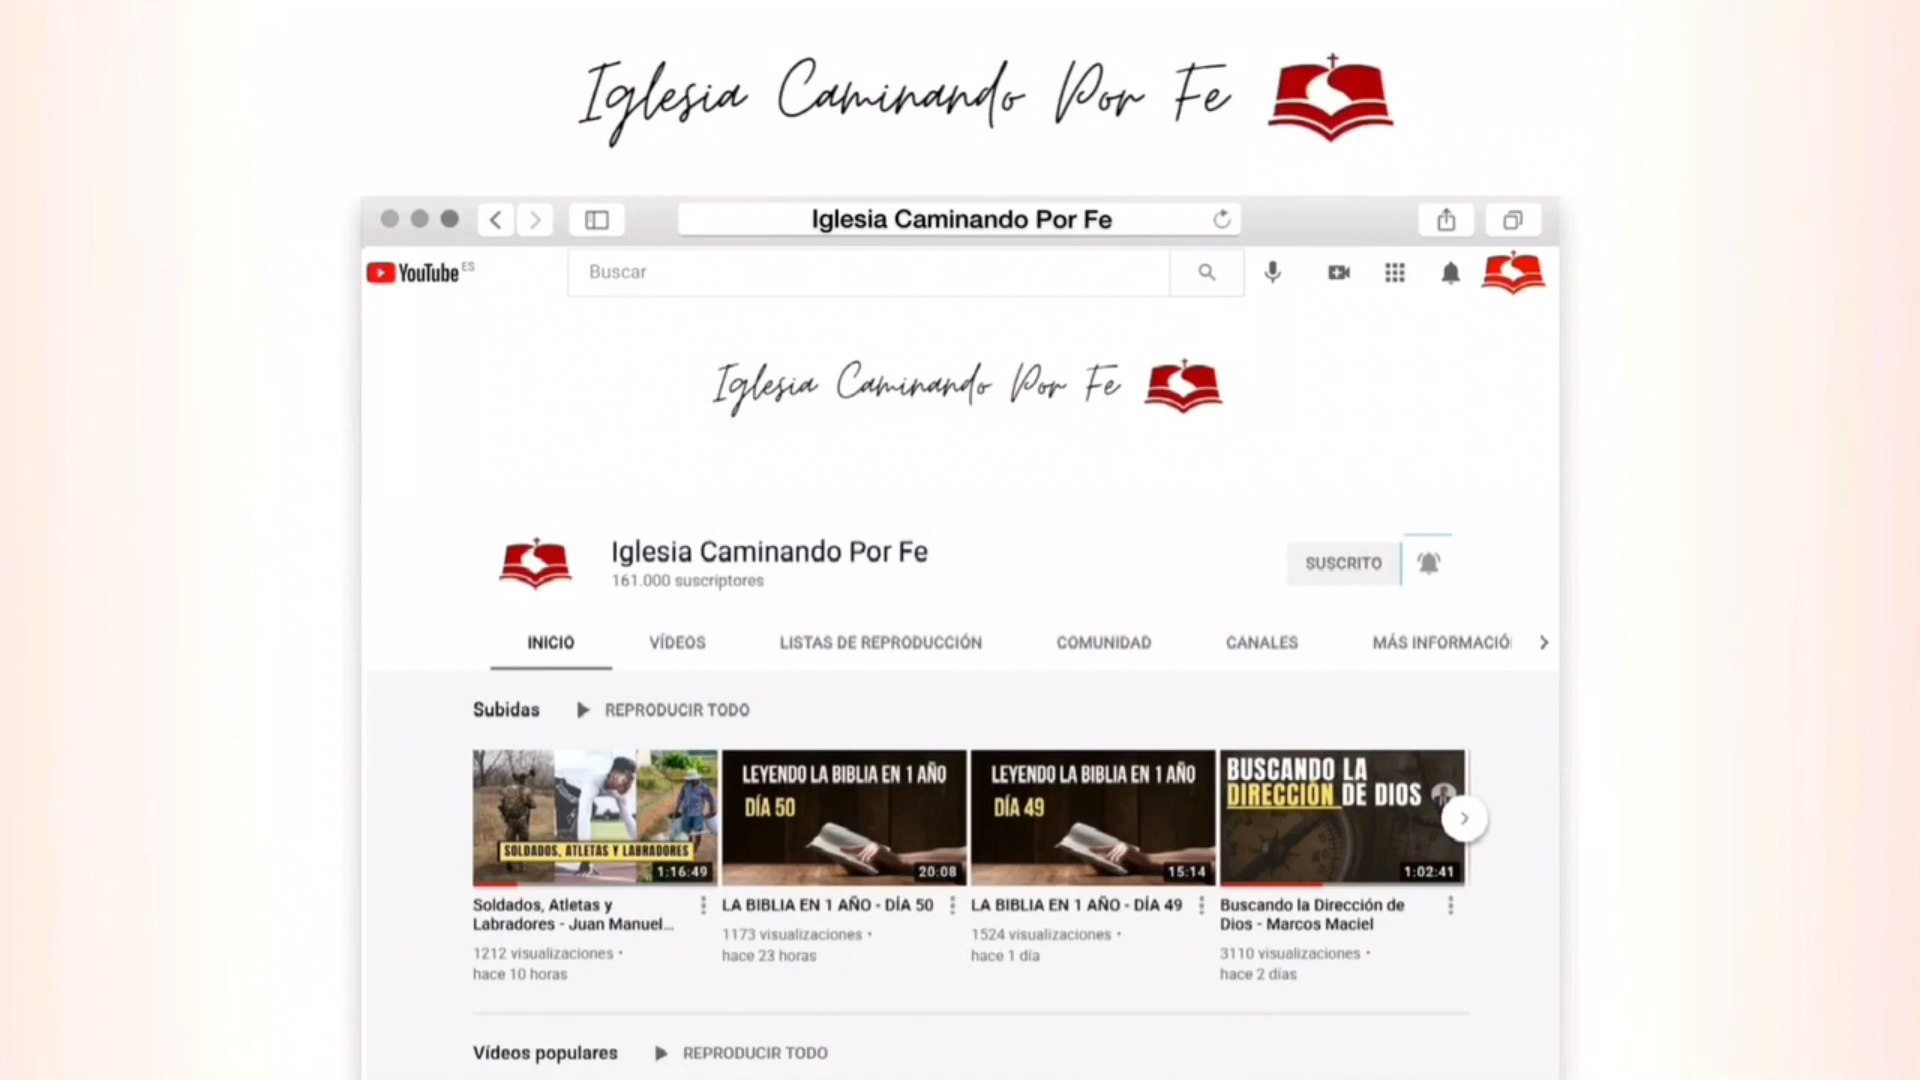 Iglesia Caminando Por Fe
Iglesia Caminando Por Fe
YouTube ES
Buscar
Iglesia Caminando Por Fe
Iglesia Caminando Por Fe
161.000 suscriptores
SUSCRITO
INICIO VÍDEOS LISTAS DE REPRODUCCIÓN COMUNIDAD CANALES MÁS INFORMACIÓ
Subidas REPRODUCIR TODO
SOLDADOS, ATLETAS Y LABRADORES
1:16:49
LEYENDO LA BIBLIA EN 1 AÑO
DÍA 50
20:08
LEYENDO LA BIBLIA EN 1 AÑO
DÍA 49
15:14
BUSCANDO LA
DIRECCIÓN DE DIOS
1:02:41
Soldados, Atletas y
Labradores - Juan Manuel...
1212 visualizaciones •
hace 10 horas
LA BIBLIA EN 1 AÑO - DÍA 50
1173 visualizaciones •
hace 23 horas
LA BIBLIA EN 1 AÑO - DÍA 49
1524 visualizaciones •
hace 1 día
Buscando la Dirección de
Dios - Marcos Maciel
3110 visualizaciones •
hace 2 días
Vídeos populares REPRODUCIR TODO